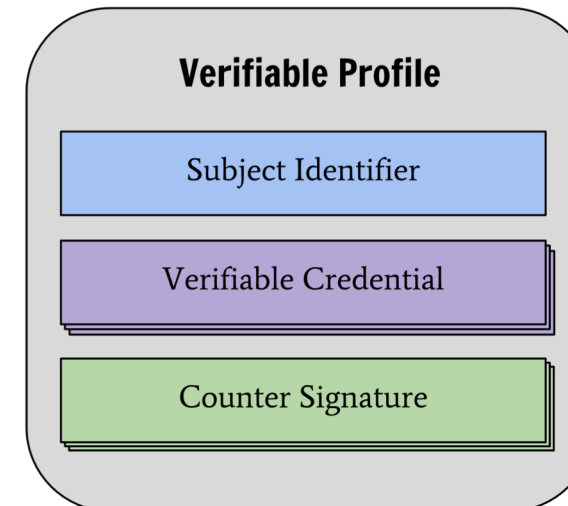 Verifiable Profile
Subject Identifier
Verifiable Credential
Counter Signature